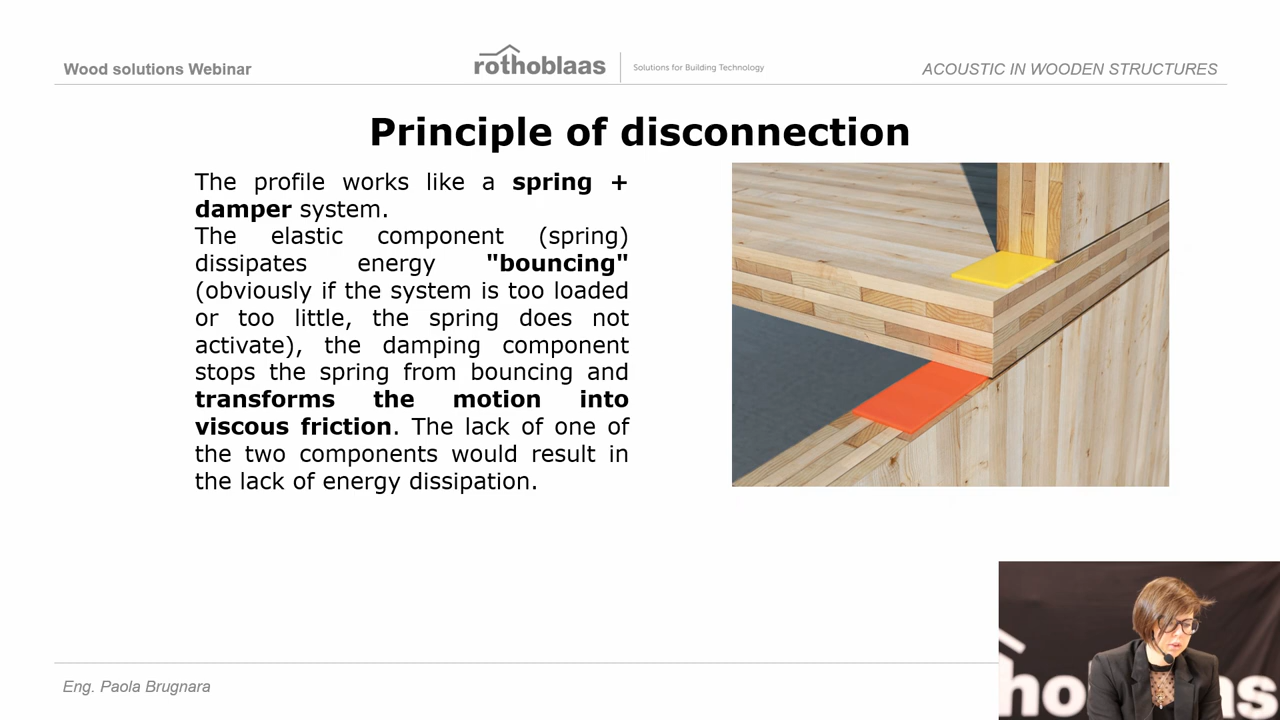 Wood solutions Webinar
rothoblaas
Solutions for Building Technology
ACOUSTIC IN WOODEN STRUCTURES
Principle of disconnection
The profile works like a spring +
damper system.
The elastic component (spring)
dissipates energy "bouncing"
(obviously if the system is too loaded
or too little, the spring does not
activate), the damping component
stops the spring from bouncing and
transforms the motion into
viscous friction. The lack of one of
the two components would result in
the lack of energy dissipation.
Eng. Paola Brugnara